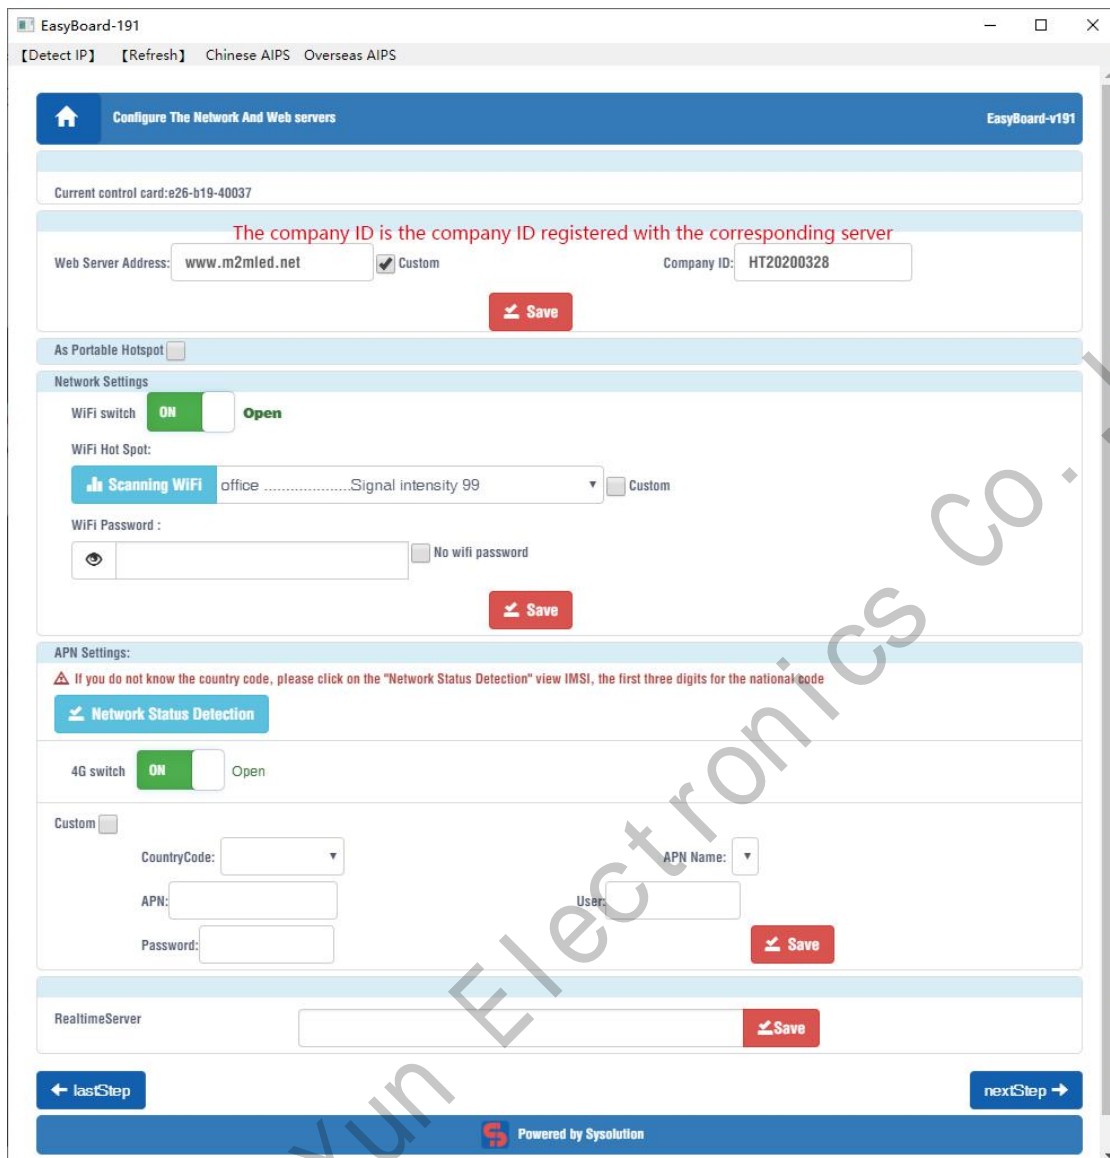 EasyBoard-191
【Detect IP】 【Refresh】 Chinese AIPS Overseas AIPS
Configure The Network And Web servers EasyBoard-v191
Current control card:e26-b19-40037
The company ID is the company ID registered with the corresponding server
Web Server Address: www.m2mled.net Custom Company ID: HT20200328
Save
As Portable Hotspot
Network Settings
WiFi switch ON Open
WiFi Hot Spot:
Scanning WiFi office ....................Signal intensity 99 Custom
WiFi Password :
No wifi password
Save
APN Settings:
If you do not know the country code, please click on the "Network Status Detection" view IMSI, the first three digits for the national code
Network Status Detection
4G switch ON Open
Custom
CountryCode: APN Name:
APN: User:
Password: Save
RealtimeServer Save
lastStep nextStep
Powered by Sysolution
Xun Electronics Co.